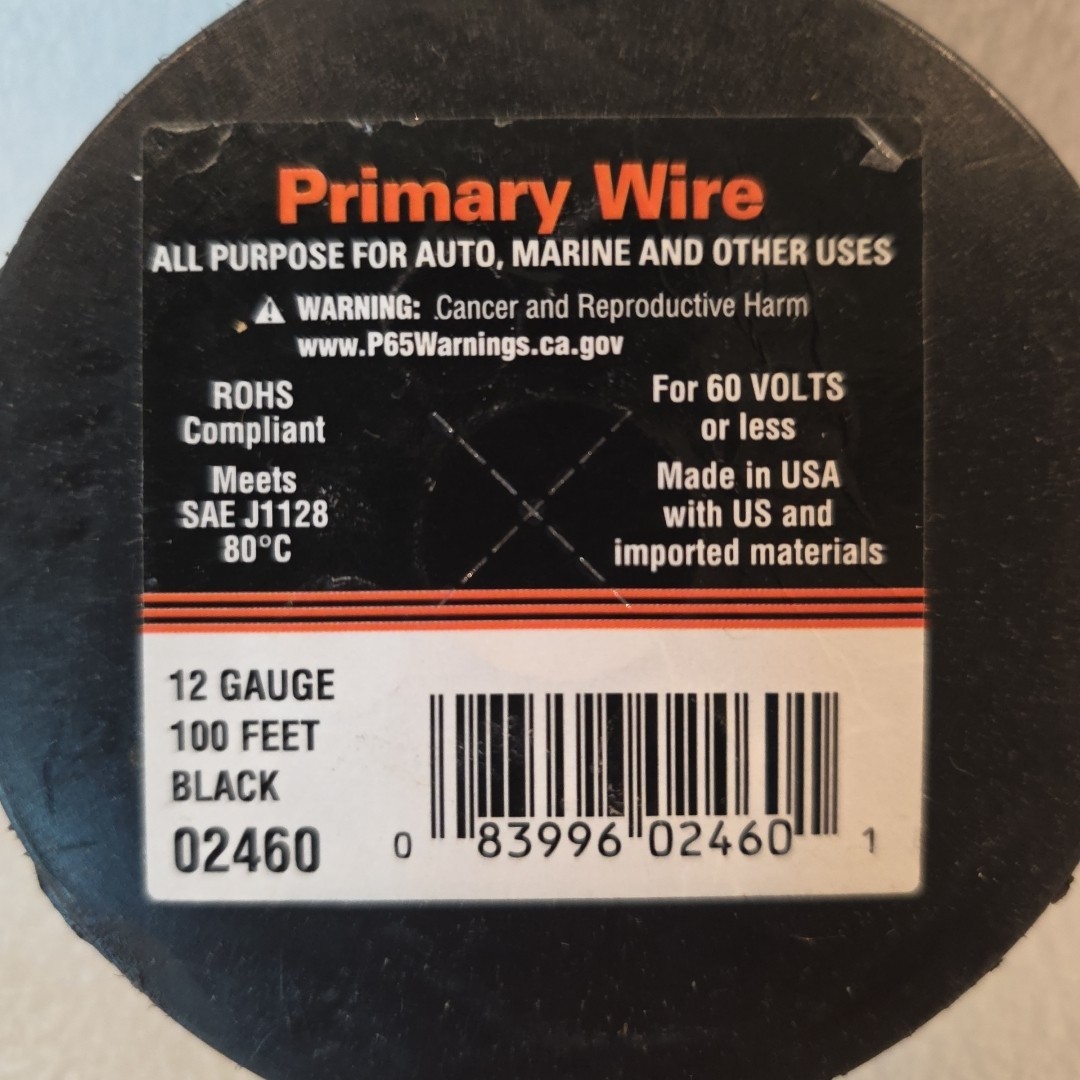 Primary Wire
ALL PURPOSE FOR AUTO, MARINE AND OTHER USES
⚠ WARNING: Cancer and Reproductive Harm
www.P65Warnings.ca.gov
ROHS
Compliant
Meets
SAE J1128
80°C
For 60 VOLTS
or less
Made in USA
with US and
imported materials
12 GAUGE
100 FEET
BLACK
02460
0 83996 02460 1